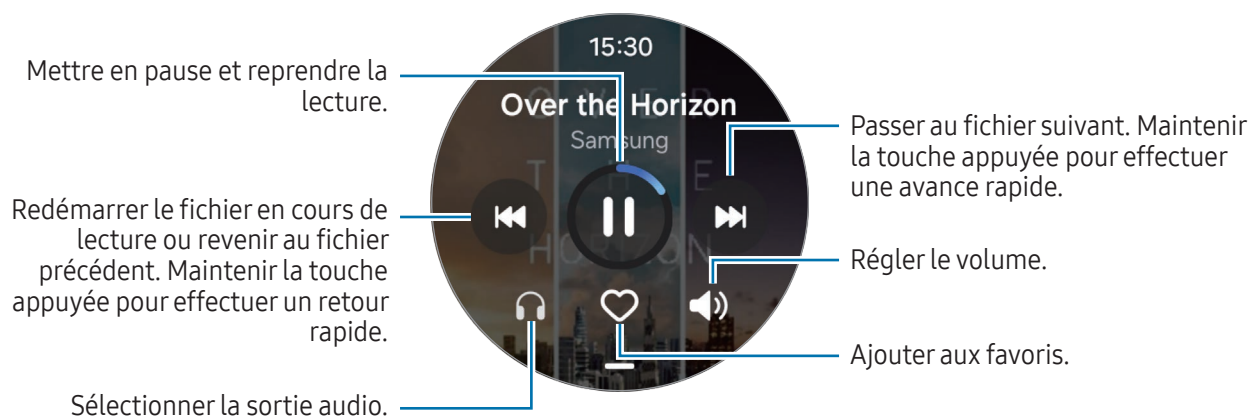 Mettre en pause et reprendre la
lecture.
Redémarrer le fichier en cours de
lecture ou revenir au fichier
précédent. Maintenir la touche
appuyée pour effectuer un retour
rapide.
Sélectionner la sortie audio.
15:30
Over the Horizon
Samsung
OVER
THE
HORIZON
Passer au fichier suivant. Maintenir
la touche appuyée pour effectuer
une avance rapide.
Régler le volume.
Ajouter aux favoris.